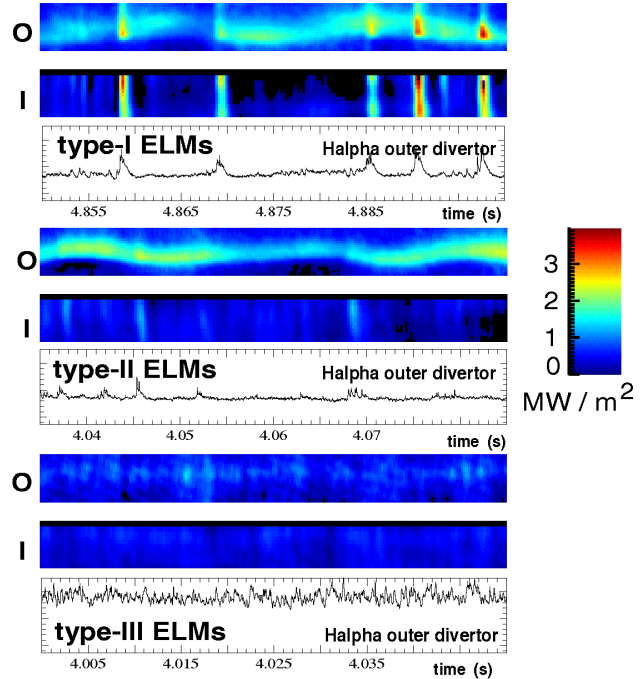 O
I
type-I ELMs
Halpha outer divertor
4.855 4.865 4.875 4.885
time (s)
O
I
type-II ELMs
Halpha outer divertor
4.04 4.05 4.06 4.07
time (s)
O
I
type-III ELMs
Halpha outer divertor
4.005 4.015 4.025 4.035
time (s)
3
2
1
0
MW / m²